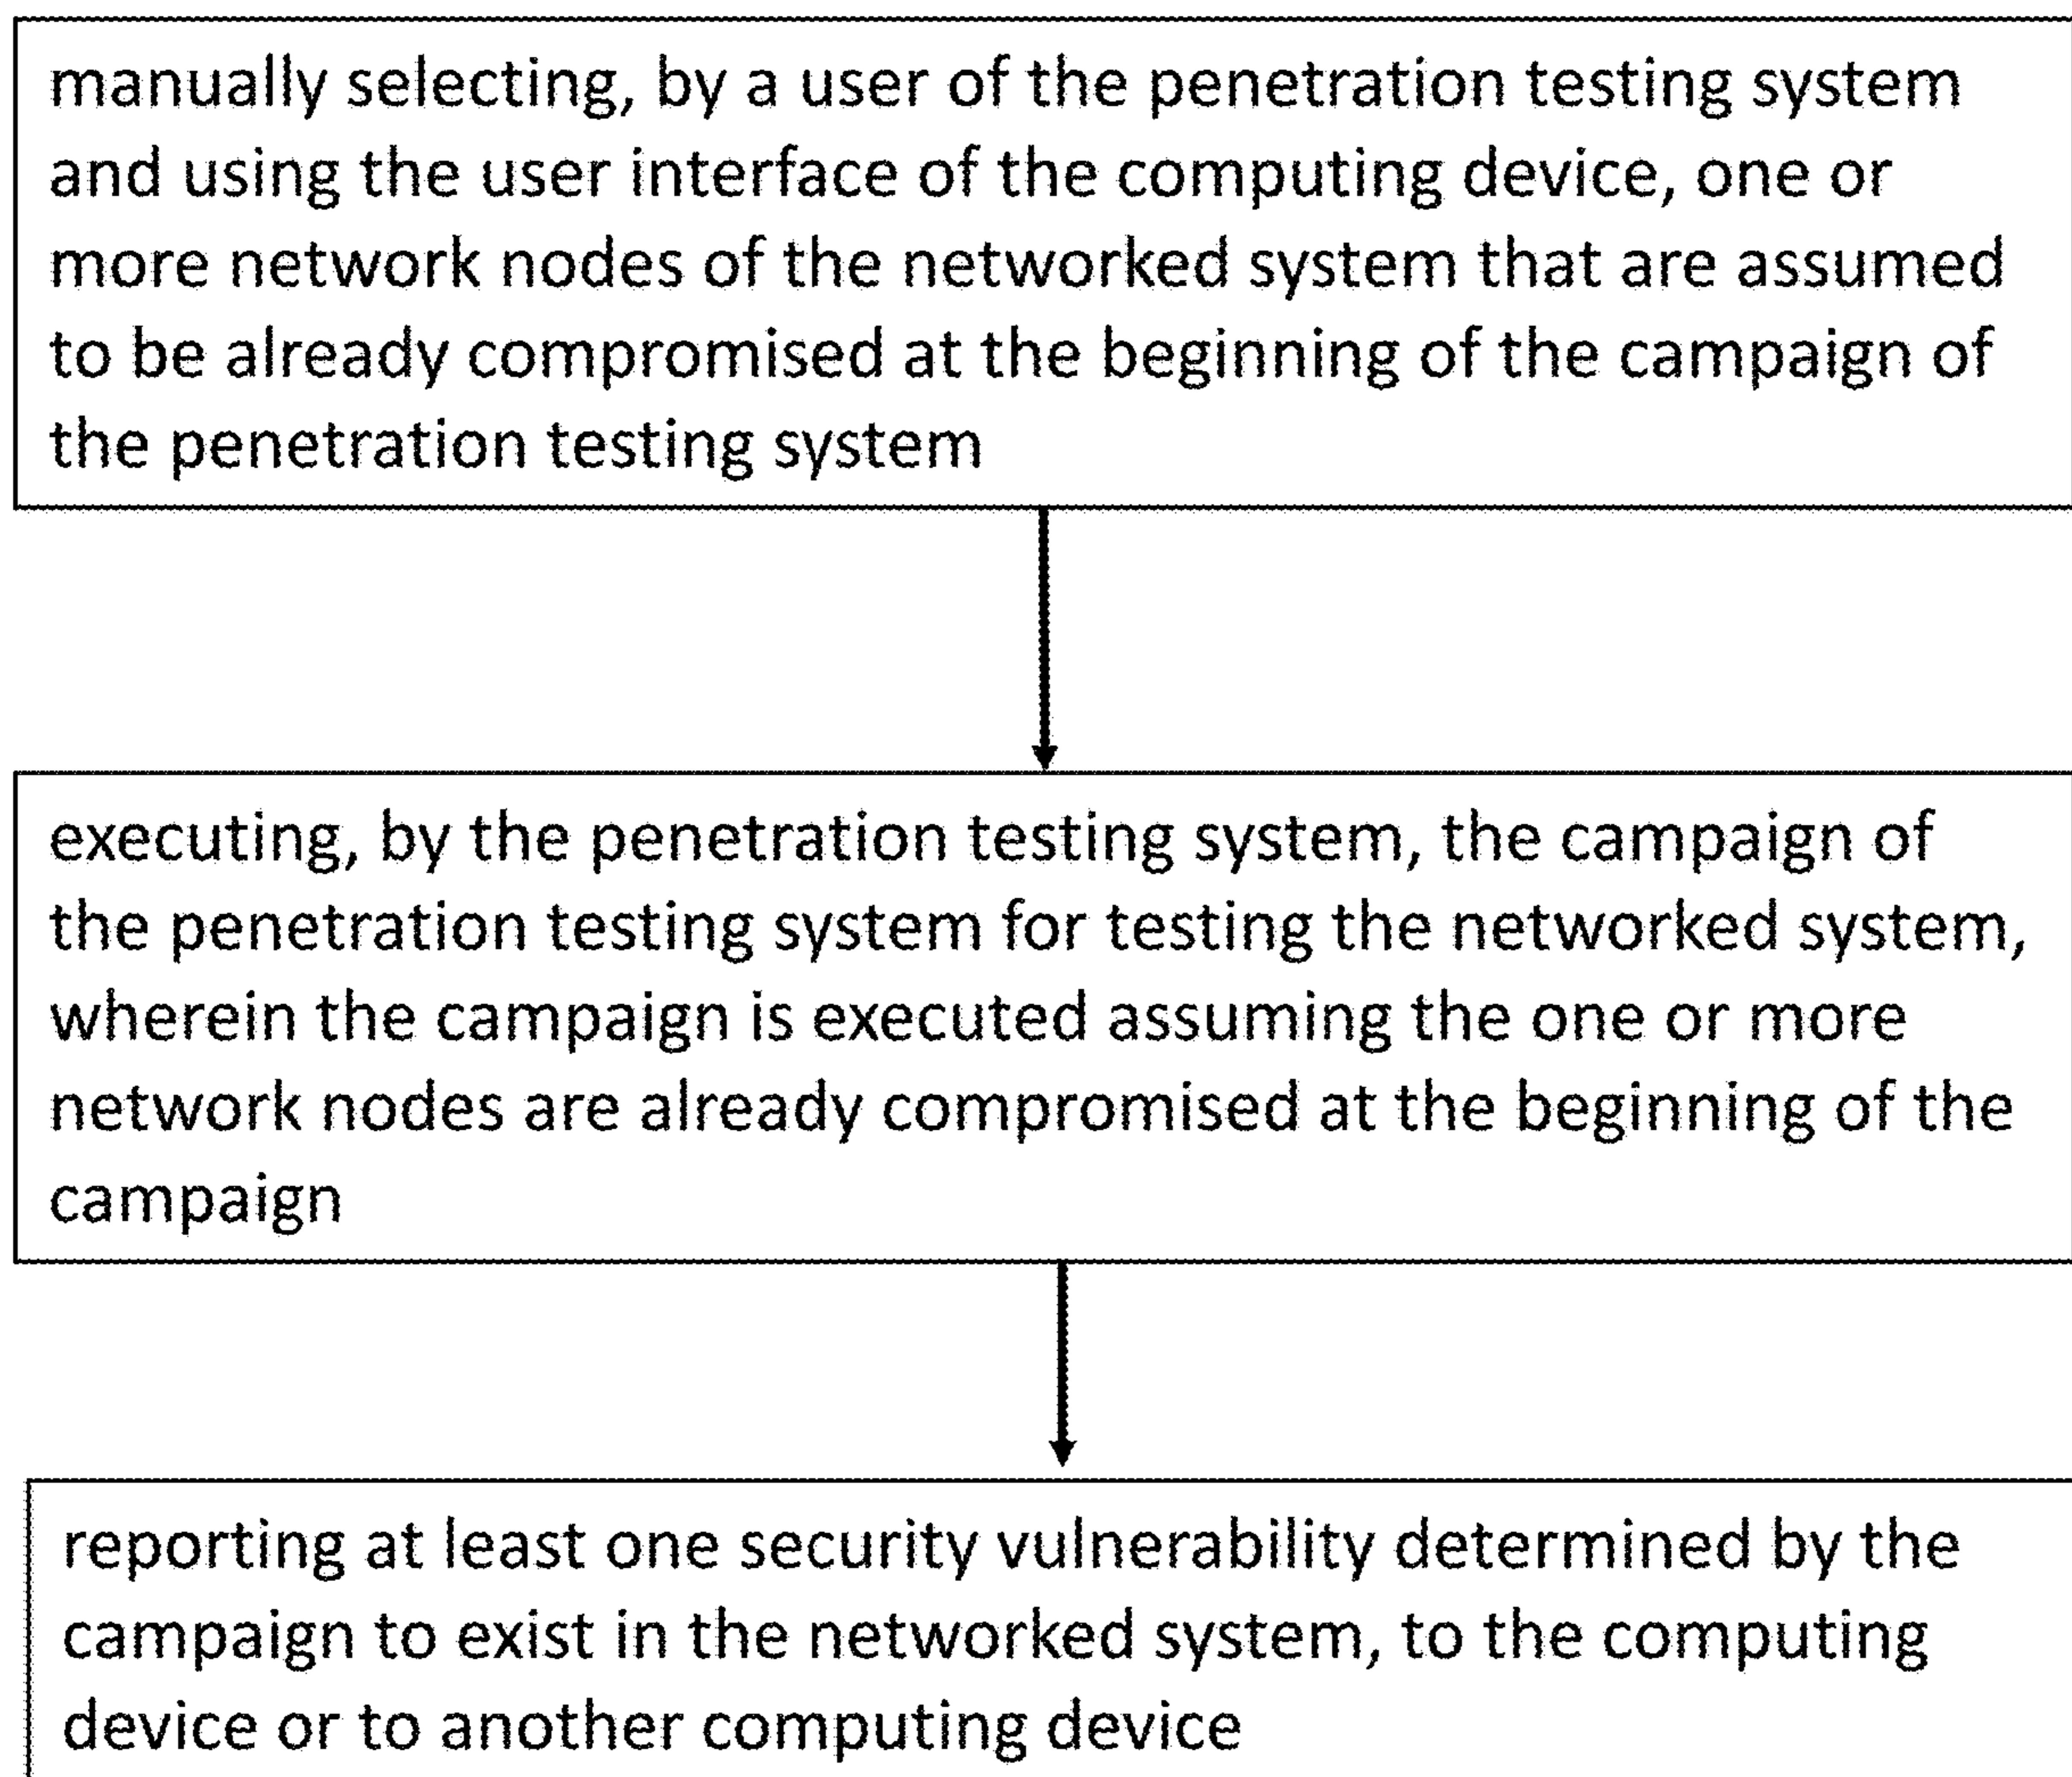 manually selecting, by a user of the penetration testing system
and using the user interface of the computing device, one or
more network nodes of the networked system that are assumed
to be already compromised at the beginning of the campaign of
the penetration testing system
executing, by the penetration testing system, the campaign of
the penetration testing system for testing the networked system,
wherein the campaign is executed assuming the one or more
network nodes are already compromised at the beginning of the
campaign
reporting at least one security vulnerability determined by the
campaign to exist in the networked system, to the computing
device or to another computing device